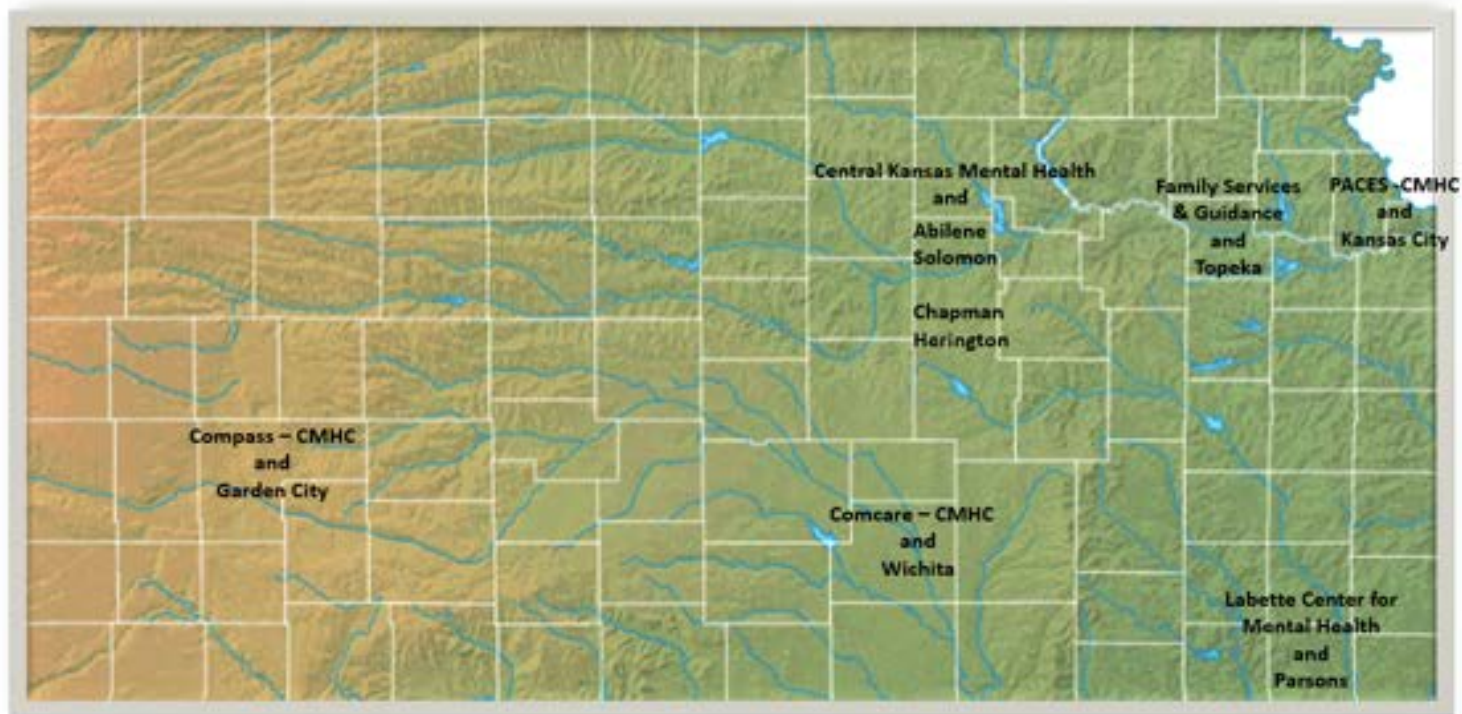 Central Kansas Mental Health
and
Abilene
Solomon
Chapman
Herington
Family Services
& Guidance
and
Topeka
PACES -CMHC
and
Kansas City
Compass – CMHC
and
Garden City
Comcare – CMHC
and
Wichita
Labette Center for
Mental Health
and
Parsons